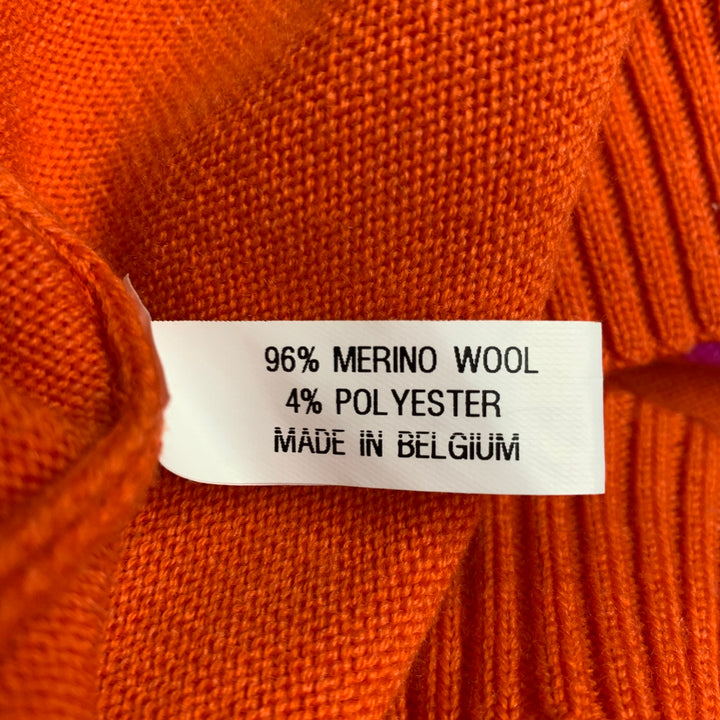 96% MERINO WOOL
4% POLYESTER
MADE IN BELGIUM